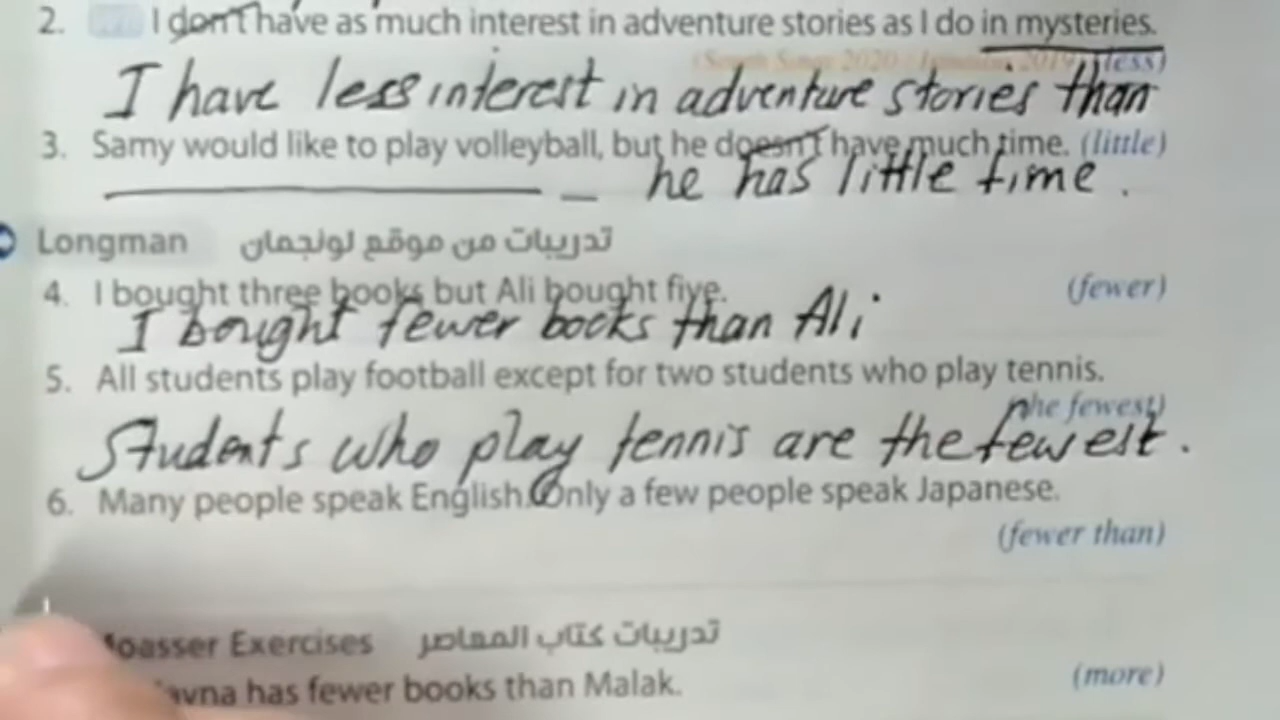 2. I don't have as much interest in adventure stories as I do in mysteries.
(less)
I have less interest in adventure stories than
3. Samy would like to play volleyball, but he doesn't have much time. (little)
he has little time.
Longman تدريبات من موقع لونجمان
4. I bought three books but Ali bought five. (fewer)
I bought fewer books than Ali
5. All students play football except for two students who play tennis.
(the fewest)
Students who play tennis are the fewest.
6. Many people speak English. Only a few people speak Japanese.
(fewer than)
Moasser Exercises تدريبات كتاب المعاصر
has fewer books than Malak. (more)